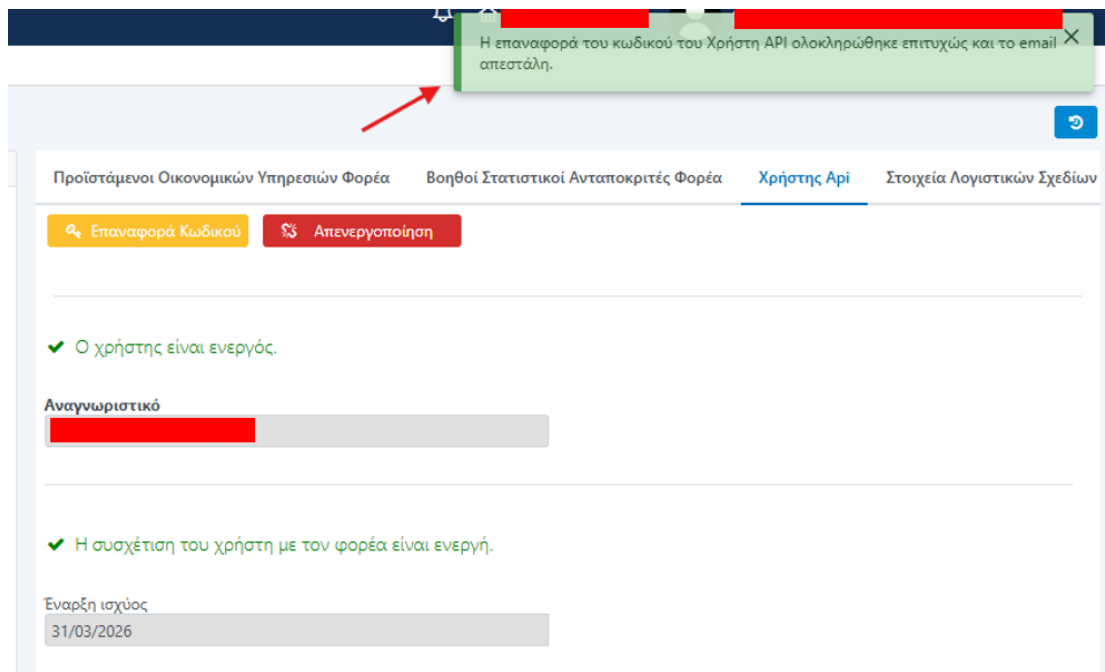 Η επαναφορά του κωδικού του Χρήστη API ολοκληρώθηκε επιτυχώς και το email
απεστάλη.
Προϊστάμενοι Οικονομικών Υπηρεσιών Φορέα Βοηθοί Στατιστικοί Ανταποκριτές Φορέα Χρήστης Api Στοιχεία Λογιστικών Σχεδίων
Επαναφορά Κωδικού Απενεργοποίηση
Ο χρήστης είναι ενεργός.
Αναγνωριστικό
Η συσχέτιση του χρήστη με τον φορέα είναι ενεργή.
Έναρξη ισχύος
31/03/2026